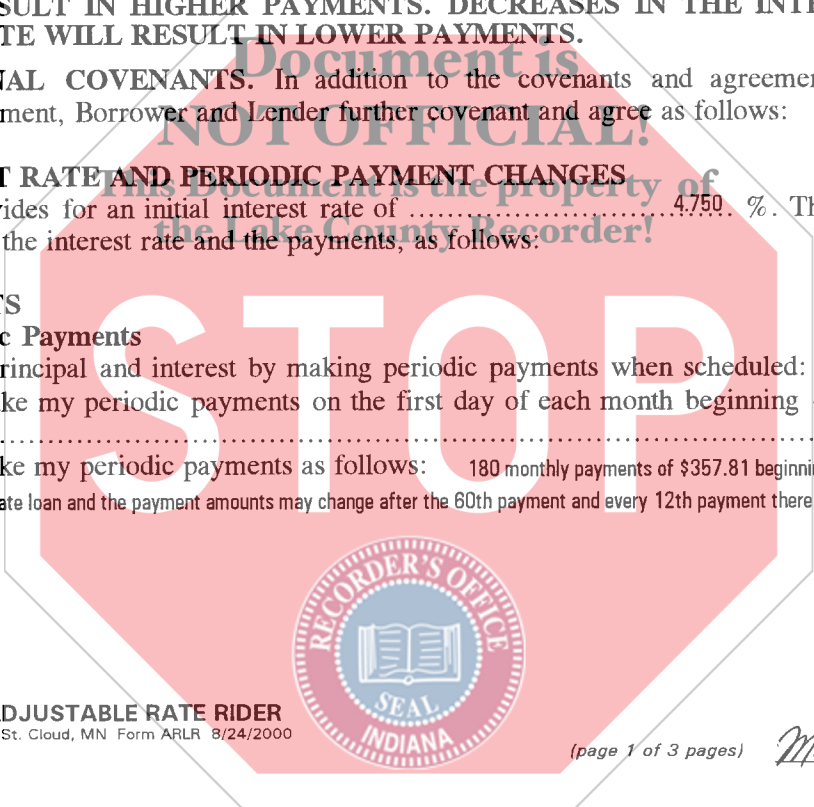 SULT IN HIGHER PAYMENTS. DECREASES IN THE INTE
TE WILL RESULT IN LOWER PAYMENTS.
Document is
NAL COVENANTS. In addition to the covenants and agreemen
ment, Borrower and Lender further covenant and agree as follows:
NOT OFFICIAL!
T RATE AND PERIODIC PAYMENT CHANGES
This Document is the property of
vides for an initial interest rate of .............................. 4.750. %. Th
the Lake County Recorder!
the interest rate and the payments, as follows:
TS
c Payments
rincipal and interest by making periodic payments when scheduled:
ke my periodic payments on the first day of each month beginning
STOP
ke my periodic payments as follows: 180 monthly payments of $357.81 beginni
ate loan and the payment amounts may change after the 60th payment and every 12th payment there
RECORDER'S OFFICE
SEAL
INDIANA
DJUSTABLE RATE RIDER
St. Cloud, MN Form ARLR 8/24/2000
(page 1 of 3 pages)